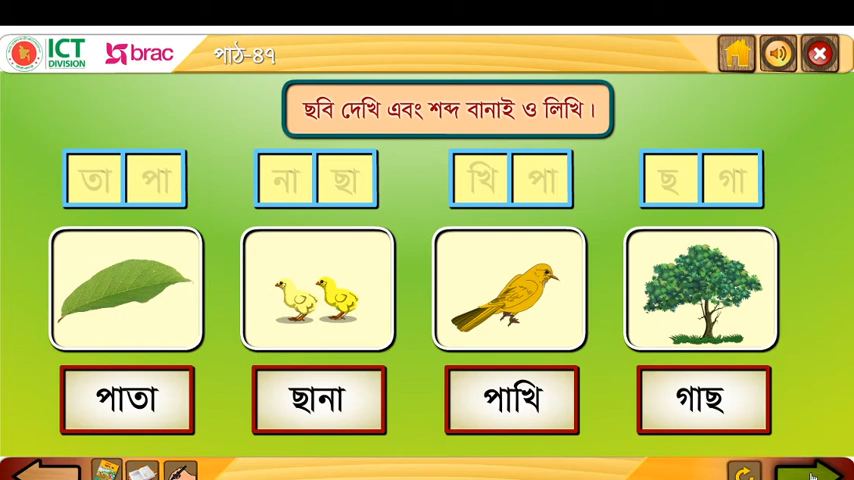 ICT
DIVISION
brac
পাঠ-৪৭
ছবি দেখি এবং শব্দ বানাই ও লিখি।
তা পা
না ছা
খি পা
ছ গা
পাতা
ছানা
পাখি
গাছ